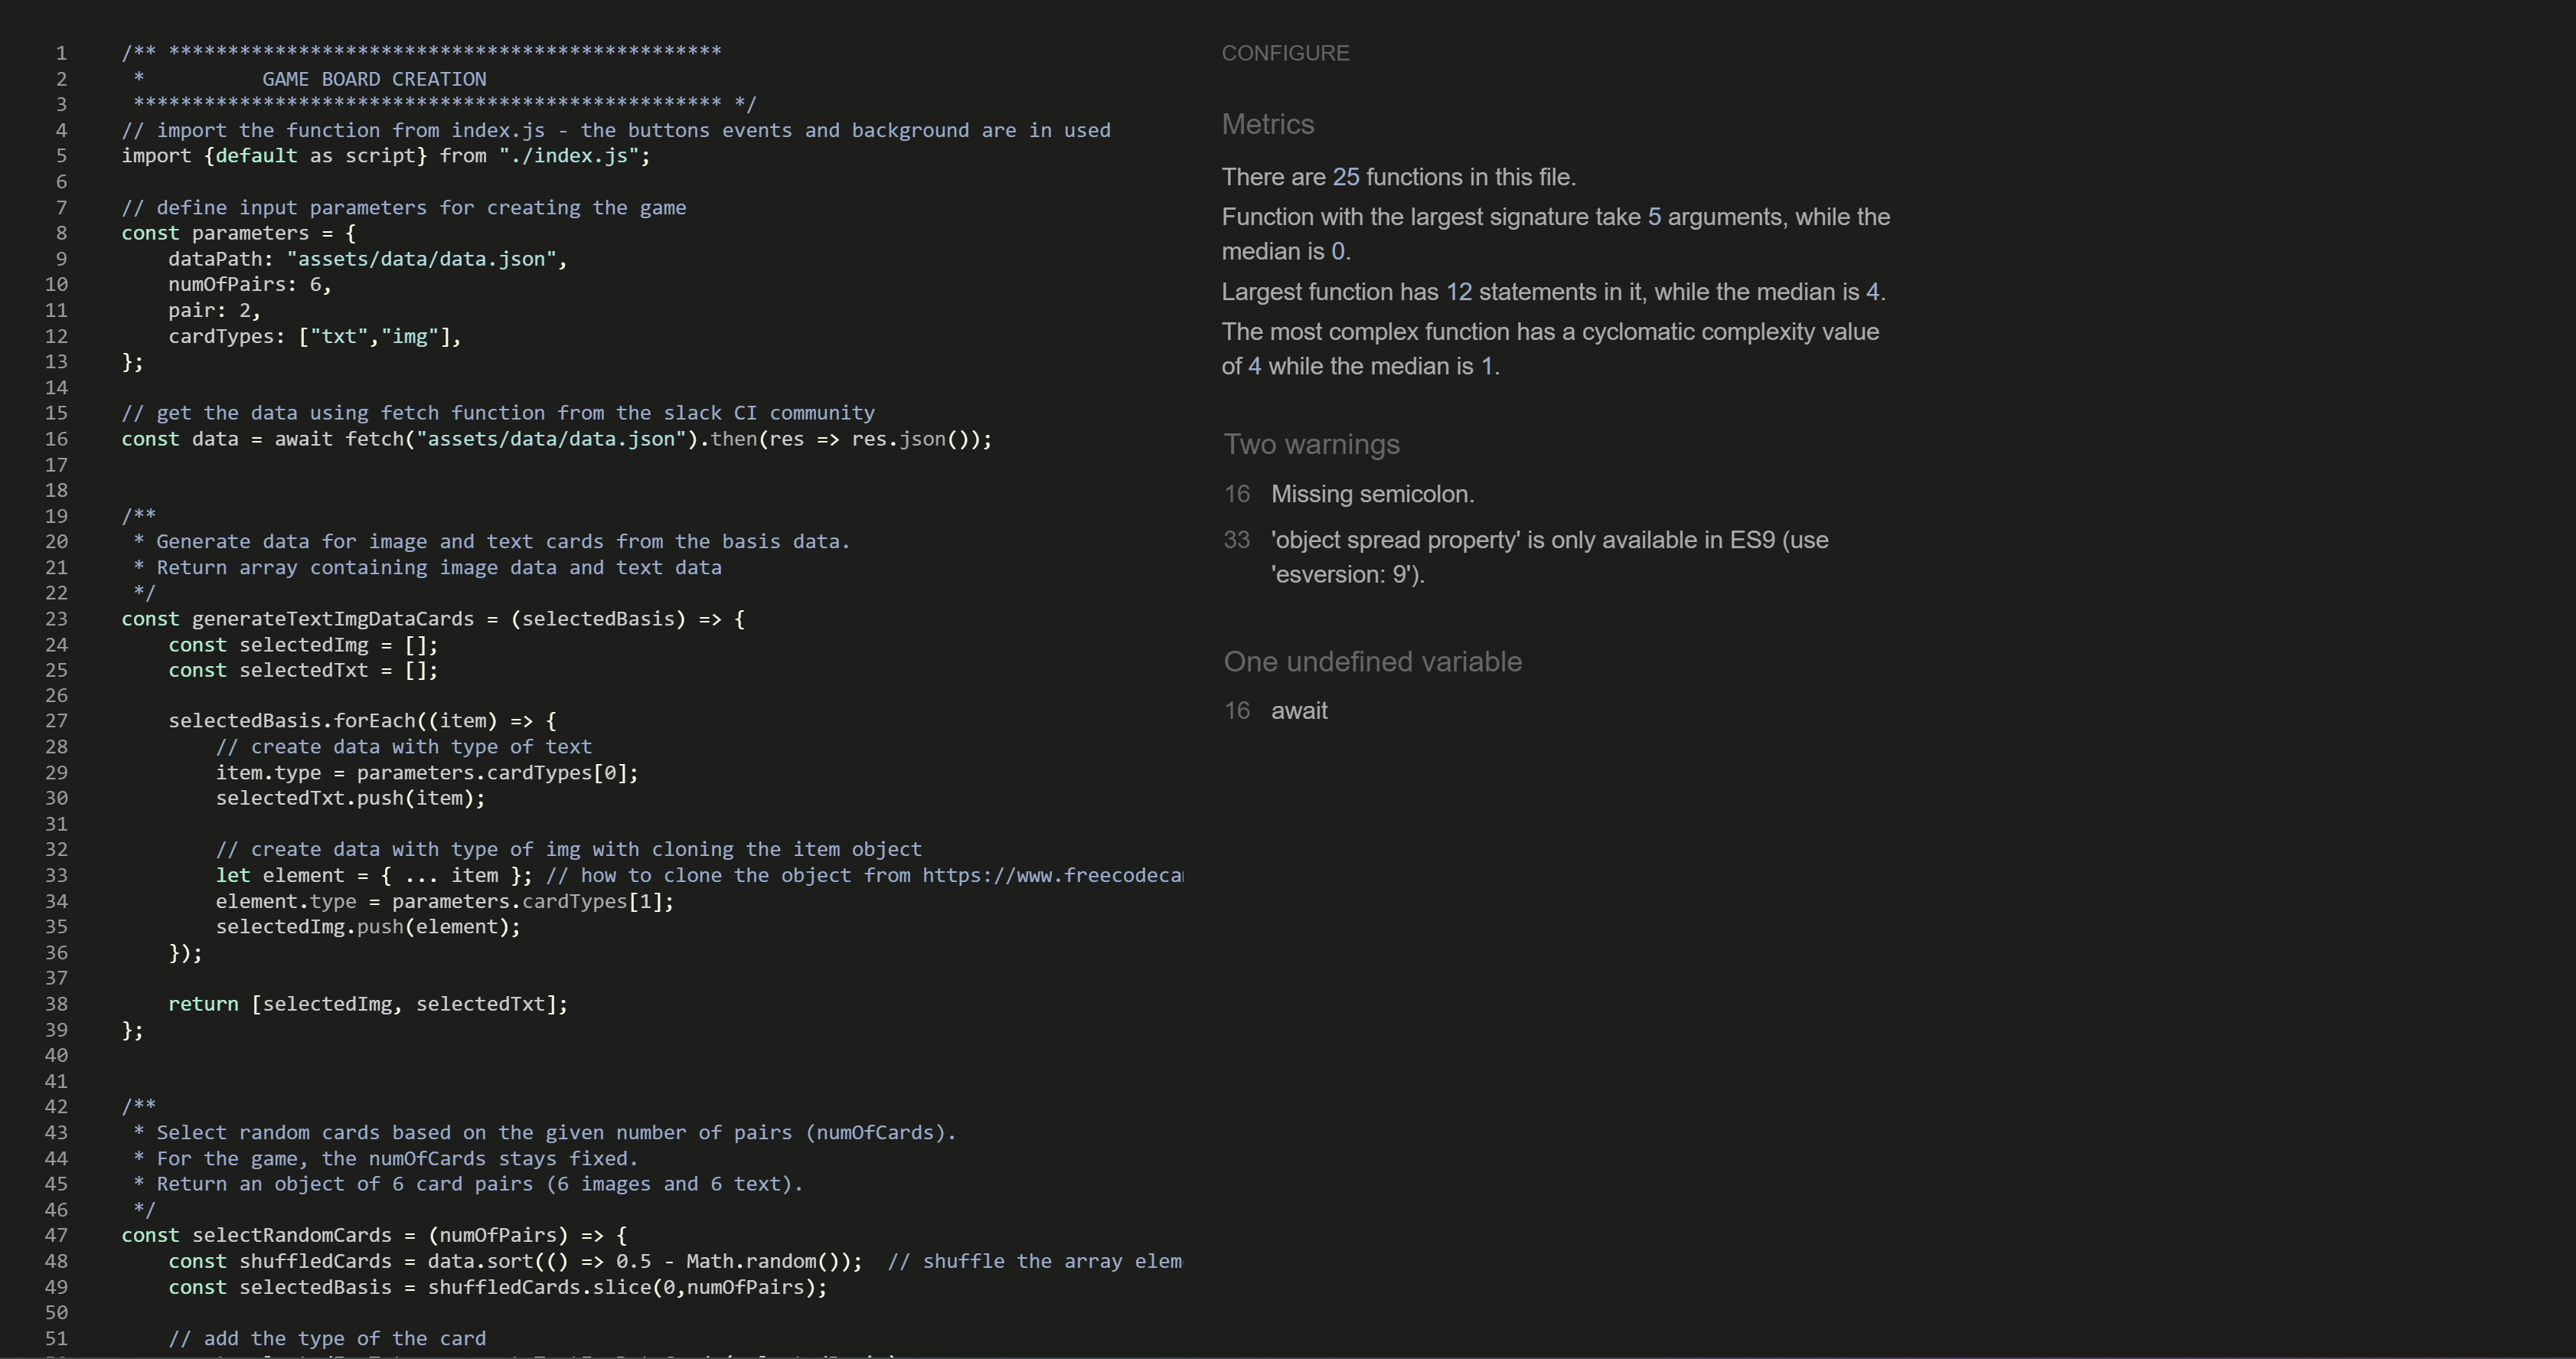 1 /** ***********************************************
2  *          GAME BOARD CREATION
3  ************************************************** */
4 // import the function from index.js - the buttons events and background are in used
5 import {default as script} from "./index.js";
6
7 // define input parameters for creating the game
8 const parameters = {
9     dataPath: "assets/data/data.json",
10     numOfPairs: 6,
11     pair: 2,
12     cardTypes: ["txt","img"],
13 };
14
15 // get the data using fetch function from the slack CI community
16 const data = await fetch("assets/data/data.json").then(res => res.json());
17
18
19 /**
20  * Generate data for image and text cards from the basis data.
21  * Return array containing image data and text data
22  */
23 const generateTextImgDataCards = (selectedBasis) => {
24     const selectedImg = [];
25     const selectedTxt = [];
26
27     selectedBasis.forEach((item) => {
28         // create data with type of text
29         item.type = parameters.cardTypes[0];
30         selectedTxt.push(item);
31
32         // create data with type of img with cloning the item object
33         let element = { ... item }; // how to clone the object from https://www.freecodeca
34         element.type = parameters.cardTypes[1];
35         selectedImg.push(element);
36     });
37
38     return [selectedImg, selectedTxt];
39 };
40
41
42 /**
43  * Select random cards based on the given number of pairs (numOfCards).
44  * For the game, the numOfCards stays fixed.
45  * Return an object of 6 card pairs (6 images and 6 text).
46  */
47 const selectRandomCards = (numOfPairs) => {
48     const shuffledCards = data.sort(() => 0.5 - Math.random());  // shuffle the array elem
49     const selectedBasis = shuffledCards.slice(0,numOfPairs);
50
51     // add the type of the card
CONFIGURE
Metrics
There are 25 functions in this file.
Function with the largest signature take 5 arguments, while the
median is 0.
Largest function has 12 statements in it, while the median is 4.
The most complex function has a cyclomatic complexity value
of 4 while the median is 1.
Two warnings
16 Missing semicolon.
33 'object spread property' is only available in ES9 (use
'esversion: 9').
One undefined variable
16 await